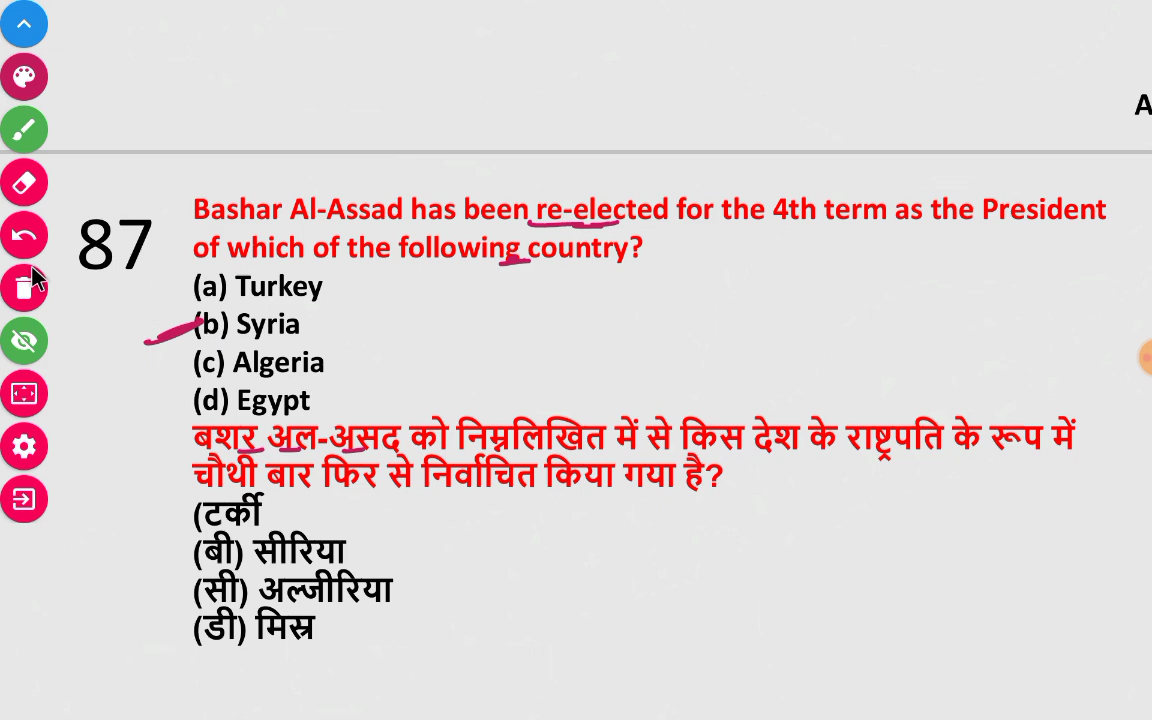 A
87
Bashar Al-Assad has been re-elected for the 4th term as the President
of which of the following country?
(a) Turkey
(b) Syria
(c) Algeria
(d) Egypt
बशर अल-असद को निम्नलिखित में से किस देश के राष्ट्रपति के रूप में
चौथी बार फिर से निर्वाचित किया गया है?
(टर्की
(बी) सीरिया
(सी) अल्जीरिया
(डी) मिस्र